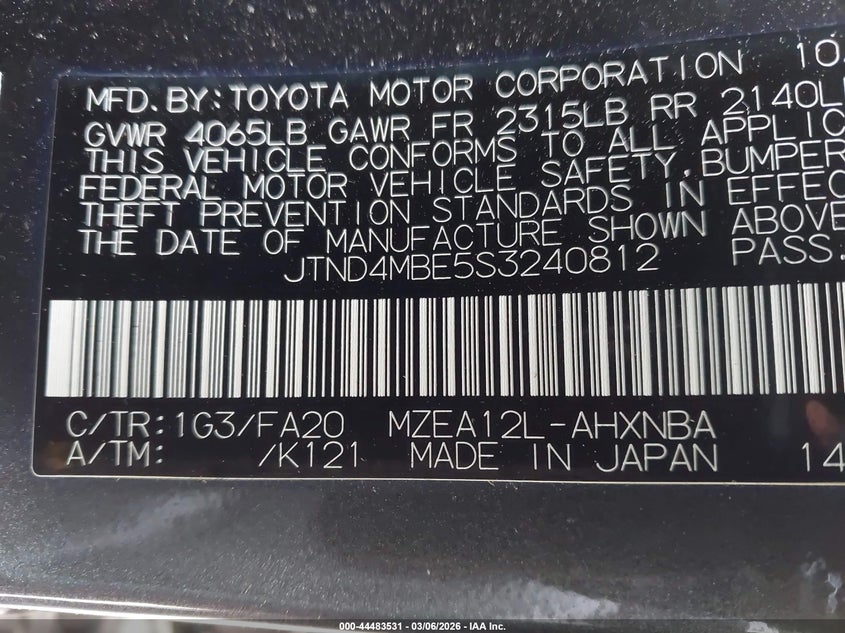 MFD. BY: TOYOTA MOTOR CORPORATION 10.
GVWR 4065LB GAWR FR 2315LB RR 2140L
THIS VEHICLE CONFORMS TO ALL APPLIC
FEDERAL MOTOR VEHICLE SAFETY, BUMPER
THEFT PREVENTION STANDARDS IN EFFEC
THE DATE OF MANUFACTURE SHOWN ABOVE
JTND4MBE5S3240812 PASS.
C/TR:1G3/FA20 MZEA12L-AHXNBA
A/TM: /K121 MADE IN JAPAN 14
000-44483531 - 03/06/2026 - IAA Inc.